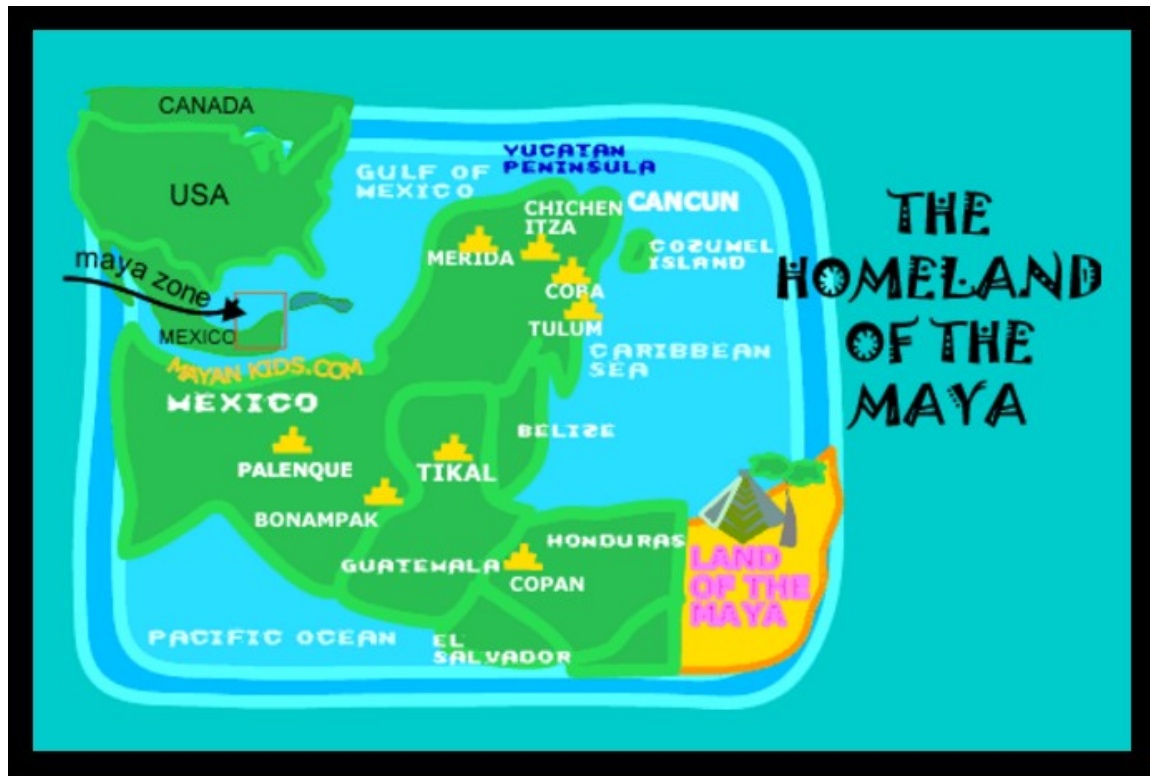 CANADA
USA
maya zone
MEXICO
MAYAN KIDS.COM
MEXICO
GULF OF
MEXICO
YUCATAN
PENINSULA
CHICHEN
ITZA
CANCUN
MERIDA
COZUMEL
ISLAND
COBA
TULUM
CARIBBEAN
SEA
BELIZE
PALENQUE
TIKAL
BONAMPAK
HONDURAS
GUATEMALA
COPAN
PACIFIC OCEAN
EL
SALVADOR
LAND
OF THE
MAYA
THE
HOMELAND
OF THE
MAYA